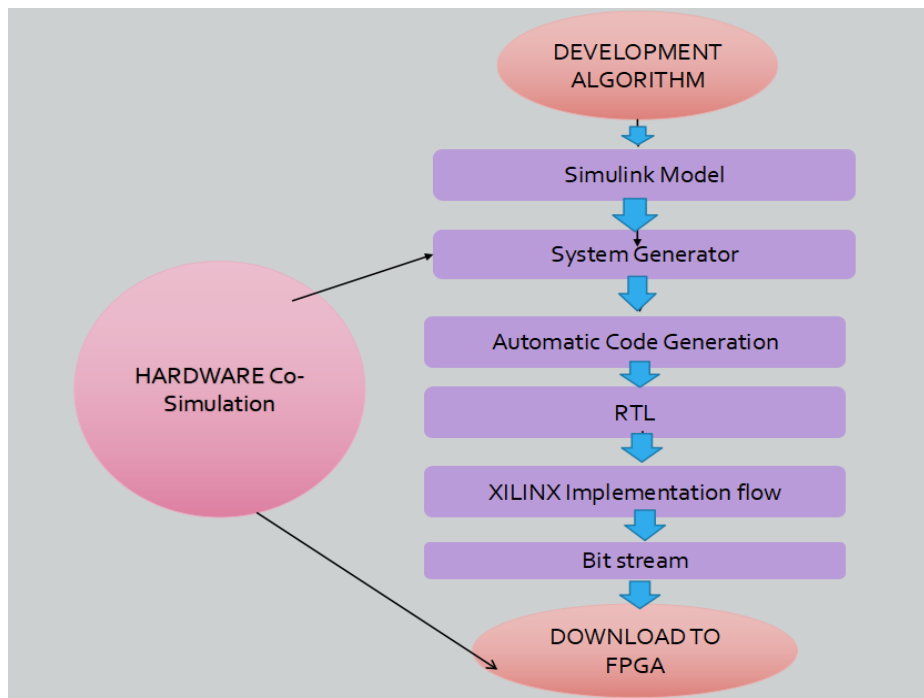 DEVELOPMENT
ALGORITHM
Simulink Model
System Generator
Automatic Code Generation
RTL
XILINX Implementation flow
Bit stream
DOWNLOAD TO
FPGA
HARDWARE Co-
Simulation